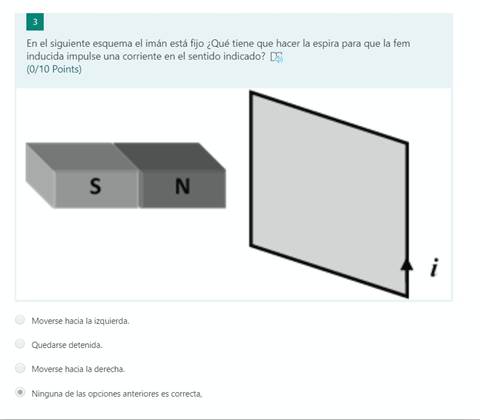 3
En el siguiente esquema el imán está fijo ¿Qué tiene que hacer la espira para que la fem
inducida impulse una corriente en el sentido indicado?
(0/10 Points)
S N
i
Moverse hacia la izquierda.
Quedarse detenida.
Moverse hacia la derecha.
Ninguna de las opciones anteriores es correcta,